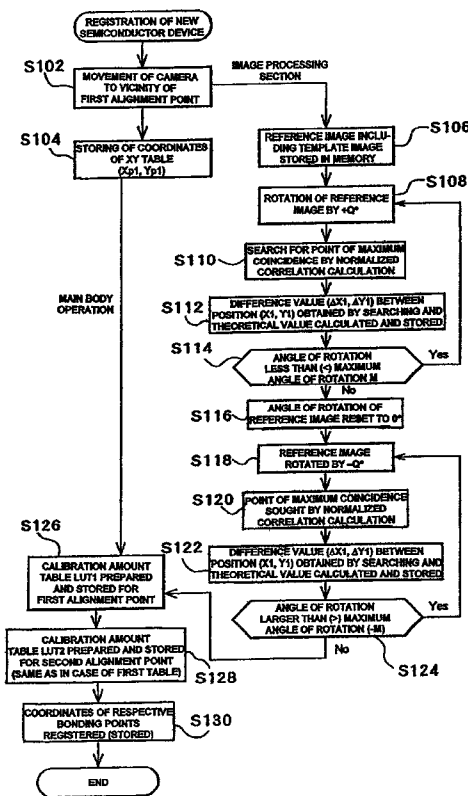 REGISTRATION OF NEW
SEMICONDUCTOR DEVICE
S102
MOVEMENT OF CAMERA
TO VICINITY OF
FIRST ALIGNMENT POINT
IMAGE PROCESSING
SECTION
S104
STORING OF COORDINATES
OF XY TABLE
(Xp1, Yp1)
S106
REFERENCE IMAGE INCLU-
DING TEMPLATE IMAGE
STORED IN MEMORY
S108
ROTATION OF REFERENCE
IMAGE BY +Q°
S110
SEARCH FOR POINT OF MAXIMUM
COINCIDENCE BY NORMALIZED
CORRELATION CALCULATION
S112
DIFFERENCE VALUE (ΔX1, ΔY1) BETWEEN
POSITION (X1, Y1) OBTAINED BY SEARCHING AND
THEORETICAL VALUE CALCULATED AND STORED
S114
ANGLE OF ROTATION
LESS THAN (<) MAXIMUM
ANGLE OF ROTATION M
Yes
No
MAIN BODY
OPERATION
S116
ANGLE OF ROTATION OF
REFERENCE IMAGE RESET TO 0°
S118
REFERENCE IMAGE
ROTATED BY –Q°
S120
POINT OF MAXIMUM COINCIDENCE
SOUGHT BY NORMALIZED
CORRELATION CALCULATION
S122
DIFFERENCE VALUE (ΔX1, ΔY1) BETWEEN
POSITION (X1, Y1) OBTAINED BY SEARCHING AND
THEORETICAL VALUE CALCULATED AND STORED
S124
ANGLE OF ROTATION
LARGER THAN (>) MAXIMUM
ANGLE OF ROTATION (-M)
Yes
No
S126
CALIBRATION AMOUNT
TABLE LUT1 PREPARED
AND STORED FOR
FIRST ALIGNMENT POINT
S128
CALIBRATION AMOUNT
TABLE LUT2 PREPARED AND STORED
FOR SECOND ALIGNMENT POINT
(SAME AS IN CASE OF FIRST TABLE)
S130
COORDINATES OF RESPECTIVE
BONDING POINTS
REGISTERED (STORED)
END